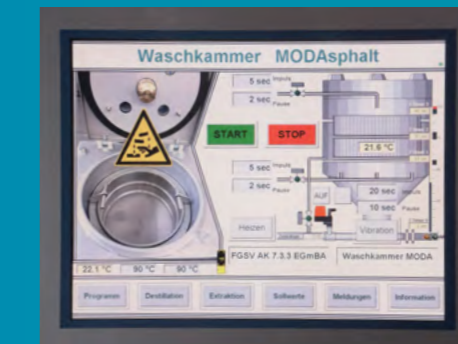 Waschkammer MODAsphalt
5 sec Impuls
2 sec Pause
START STOP
21.6 °C
5 sec Impuls
2 sec Pause
AUF
20 sec Impuls
10 sec Pause
Heizen
Vibration
FGSV AK 7.3.3 EGmBA
Waschkammer MODA
22.1 °C 90 °C 90 °C
Programm Destillation Extraktion Sollwerte Meldungen Information